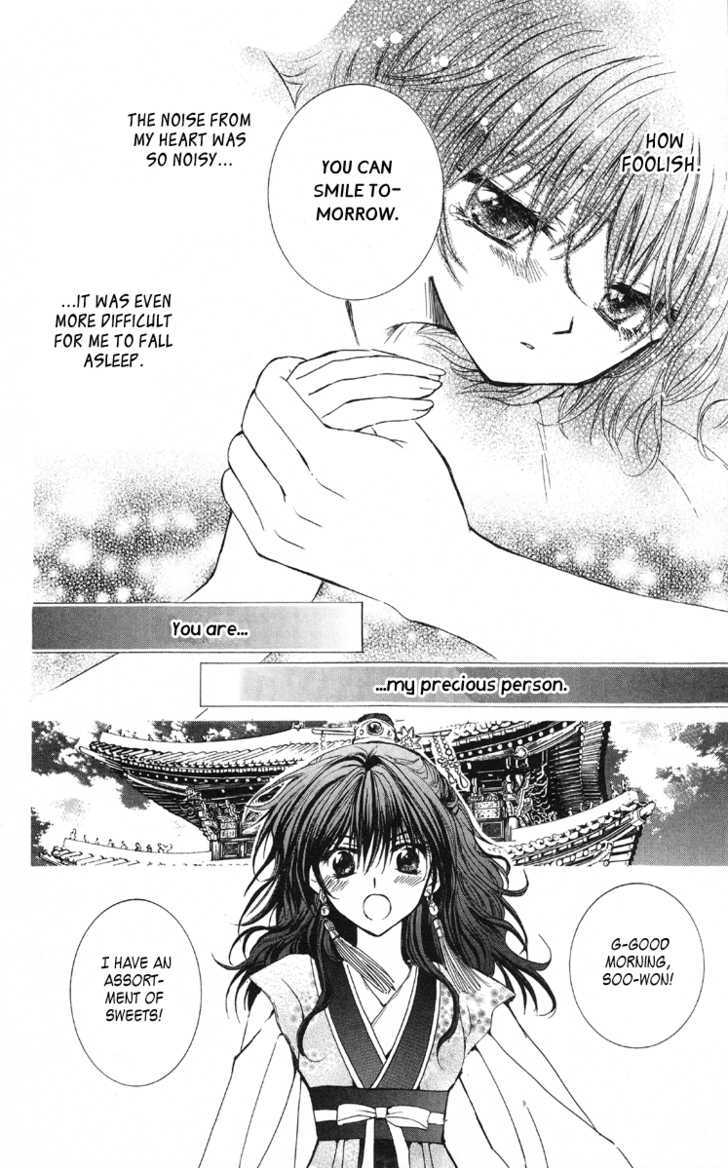 HOW
FOOLISH.
YOU CAN
SMILE TO-
MORROW.
THE NOISE FROM
MY HEART WAS
SO NOISY...
...IT WAS EVEN
MORE DIFFICULT
FOR ME TO FALL
ASLEEP.
You are...
...my precious person.
G-GOOD
MORNING,
SOO-WON!
I HAVE AN
ASSORT-
MENT OF
SWEETS!